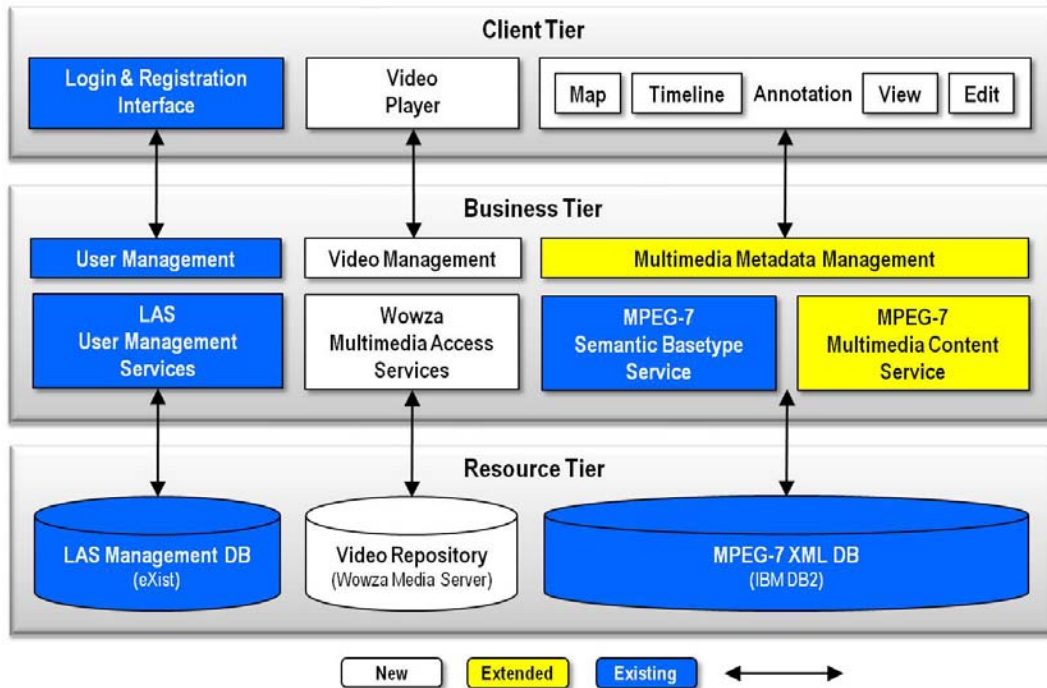 Client Tier
Login & Registration
Interface
Video
Player
Map
Timeline
Annotation
View
Edit
Business Tier
User Management
Video Management
Multimedia Metadata Management
LAS
User Management
Services
Wowza
Multimedia Access
Services
MPEG-7
Semantic Basetype
Service
MPEG-7
Multimedia Content
Service
Resource Tier
LAS Management DB
(eXist)
Video Repository
(Wowza Media Server)
MPEG-7 XML DB
(IBM DB2)
New
Extended
Existing